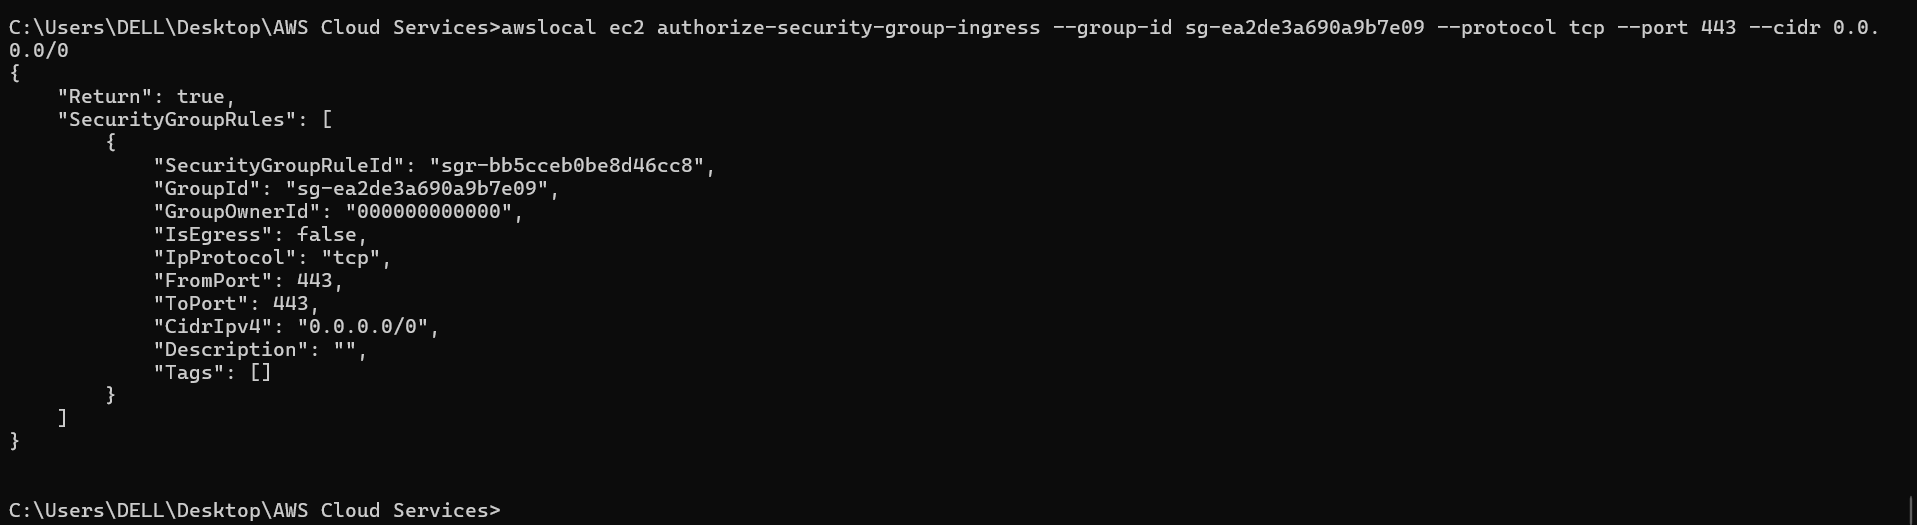 C:\Users\DELL\Desktop\AWS Cloud Services>awslocal ec2 authorize-security-group-ingress --group-id sg-ea2de3a690a9b7e09 --protocol tcp --port 443 --cidr 0.0.
0.0/0
{
    "Return": true,
    "SecurityGroupRules": [
        {
            "SecurityGroupRuleId": "sgr-bb5cceb0be8d46cc8",
            "GroupId": "sg-ea2de3a690a9b7e09",
            "GroupOwnerId": "000000000000",
            "IsEgress": false,
            "IpProtocol": "tcp",
            "FromPort": 443,
            "ToPort": 443,
            "CidrIpv4": "0.0.0.0/0",
            "Description": "",
            "Tags": []
        }
    ]
}
C:\Users\DELL\Desktop\AWS Cloud Services>